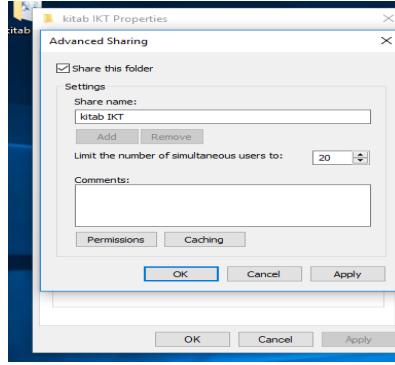 kitab IKT Properties
kitab
Advanced Sharing
Share this folder
Settings
Share name:
kitab IKT
Add Remove
Limit the number of simultaneous users to: 20
Comments:
Permissions Caching
OK Cancel Apply
OK Cancel Apply